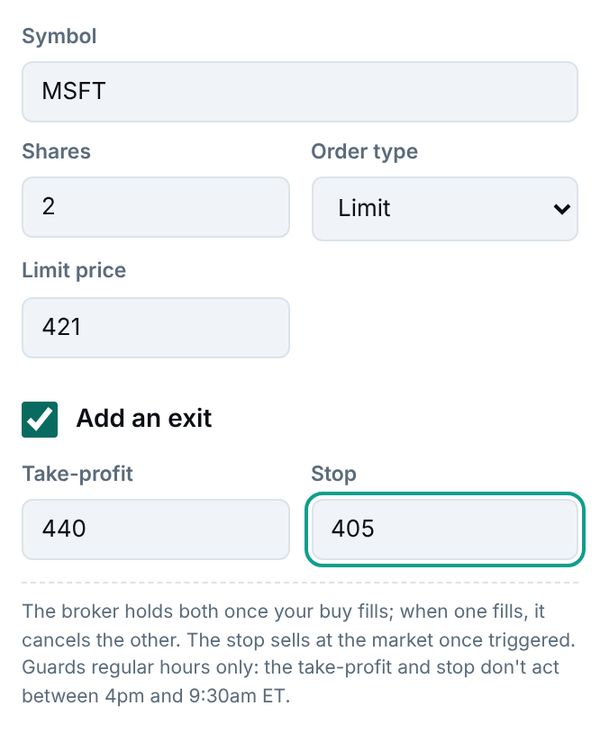 Symbol
MSFT
Shares
Order type
2
Limit
Limit price
421
Add an exit
Take-profit
Stop
440
405
The broker holds both once your buy fills; when one fills, it
cancels the other. The stop sells at the market once triggered.
Guards regular hours only: the take-profit and stop don't act
between 4pm and 9:30am ET.